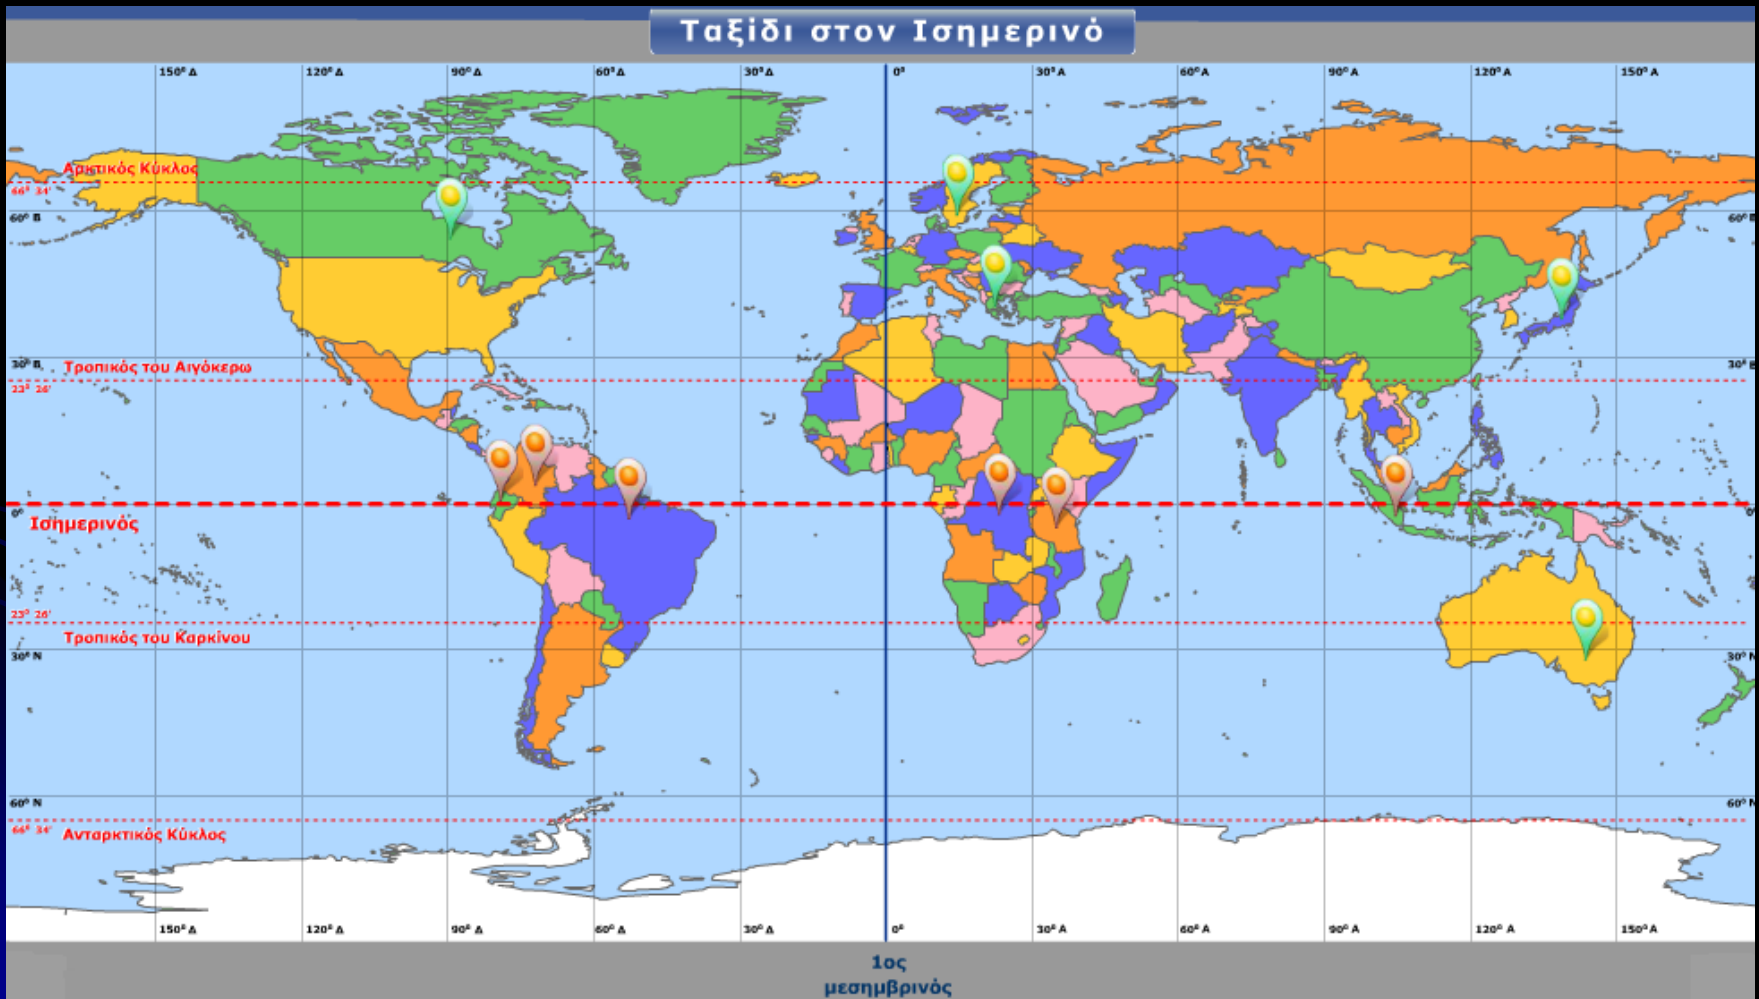 Ταξίδι στον Ισημερινό
150° Δ 120° Δ 90° Δ 60° Δ 30° Δ 0° 30° Α 60° Α 90° Α 120° Α 150° Α
Αρκτικός Κύκλος
66° 34'
60° Β 60° Β
30° Β 30° Β
Τροπικός του Αιγόκερω
23° 26'
0° 0°
Ισημερινός
23° 26'
Τροπικός του Καρκίνου
30° Ν 30° Ν
60° Ν 60° Ν
66° 34'
Ανταρκτικός Κύκλος
150° Δ 120° Δ 90° Δ 60° Δ 30° Δ 0° 30° Α 60° Α 90° Α 120° Α 150° Α
1ος
μεσημβρινός